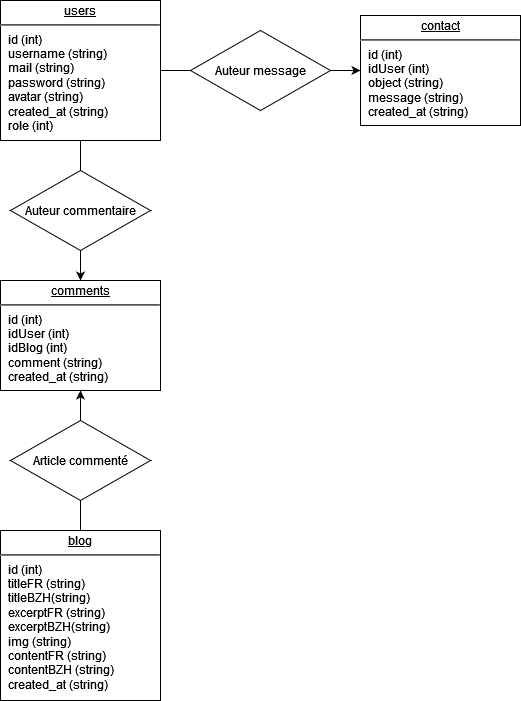 users
id (int)
username (string)
mail (string)
password (string)
avatar (string)
created_at (string)
role (int)
Auteur message
contact
id (int)
idUser (int)
object (string)
message (string)
created_at (string)
Auteur commentaire
comments
id (int)
idUser (int)
idBlog (int)
comment (string)
created_at (string)
Article commenté
blog
id (int)
titleFR (string)
titleBZH(string)
excerptFR (string)
excerptBZH(string)
img (string)
contentFR (string)
contentBZH (string)
created_at (string)